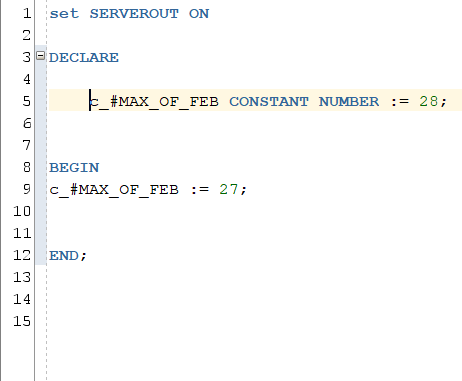 1 set SERVEROUT ON
2
3 DECLARE
4
5 c_#MAX_OF_FEB CONSTANT NUMBER := 28;
6
7
8 BEGIN
9 c_#MAX_OF_FEB := 27;
10
11
12 END;
13
14
15